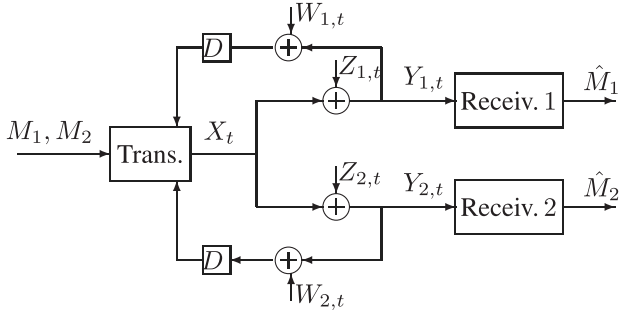 W_{1,t}
D
Z_{1,t}
Y_{1,t}
Receiv. 1
\hat{M}_1
M_1, M_2
Trans.
X_t
Z_{2,t}
Y_{2,t}
Receiv. 2
\hat{M}_2
D
W_{2,t}